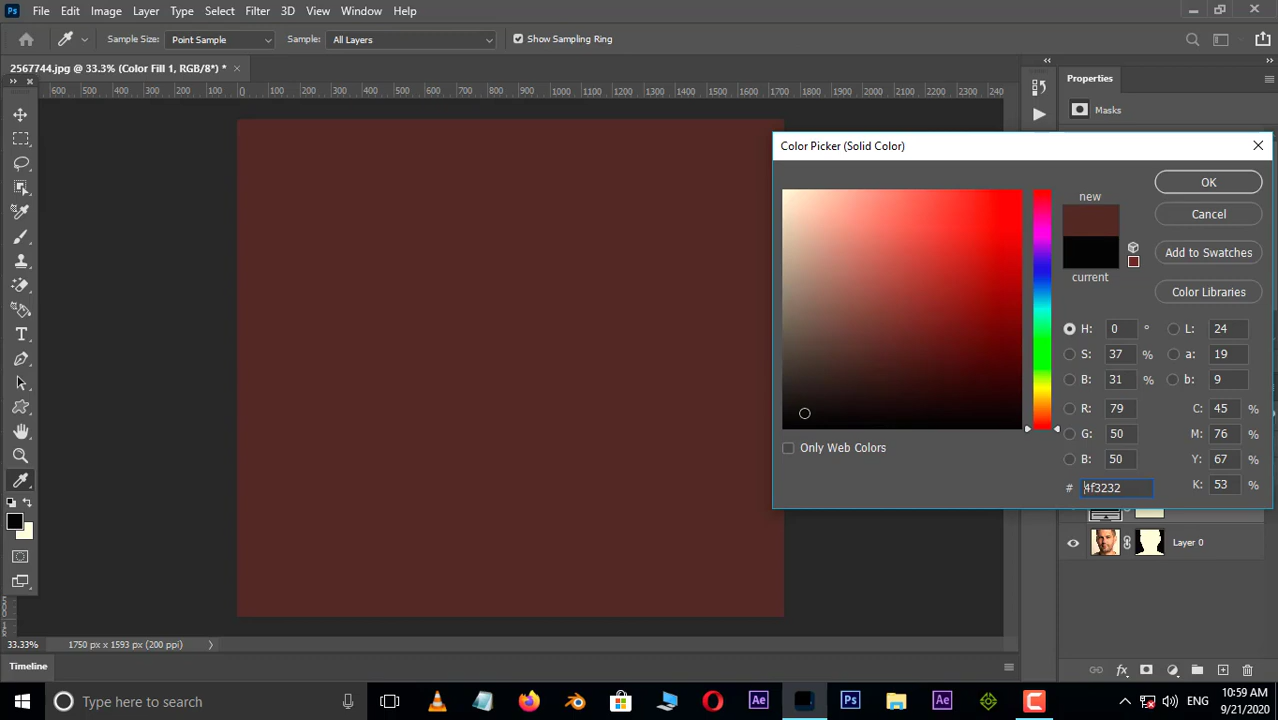 Ps File Edit Image Layer Type Select Filter 3D View Window Help
Sample Size: Point Sample Sample: All Layers Show Sampling Ring
2567744.jpg @ 33.3% (Color Fill 1, RGB/8*) * ×
600 500 400 300 200 100 0 100 200 300 400 500 600 700 800 900 1000 1100 1200 1300 1400 1500 1600 1700 1800 1900 2000 2100 2200 2300 240
Properties
Masks
Color Picker (Solid Color)
new
OK
Cancel
Add to Swatches
current
Color Libraries
H: 0 ° L: 24
S: 37 % a: 19
B: 31 % b: 9
R: 79 C: 45 %
G: 50 M: 76 %
B: 50 Y: 67 %
# 4f3232 K: 53 %
Only Web Colors
Layer 0
33.33% 1750 px x 1593 px (200 ppi)
Timeline
fx
Type here to search
Ae Ps Ae
ENG
10:59 AM
9/21/2020